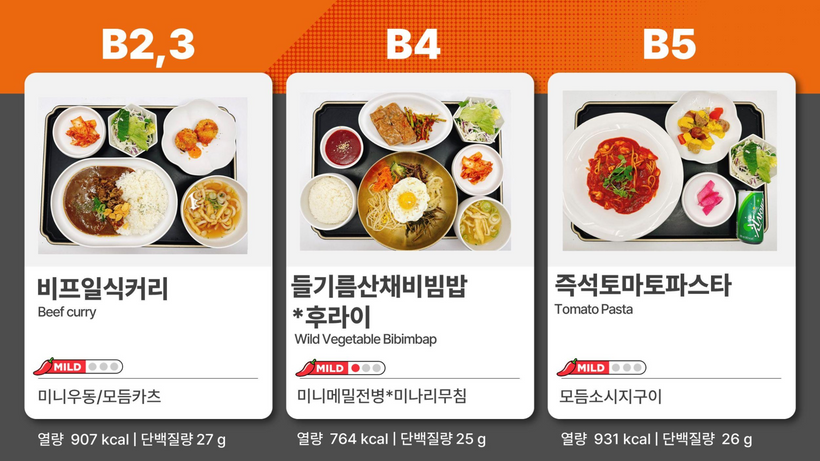 B2,3
비프일식커리
Beef curry
MILD
미니우동/모듬카츠
열량 907 kcal | 단백질량 27 g
B4
들기름산채비빔밥
*후라이
Wild Vegetable Bibimbap
MILD
미니메밀전병*미나리무침
열량 764 kcal | 단백질량 25 g
B5
즉석토마토파스타
Tomato Pasta
MILD
모듬소시지구이
열량 931 kcal | 단백질량 26 g